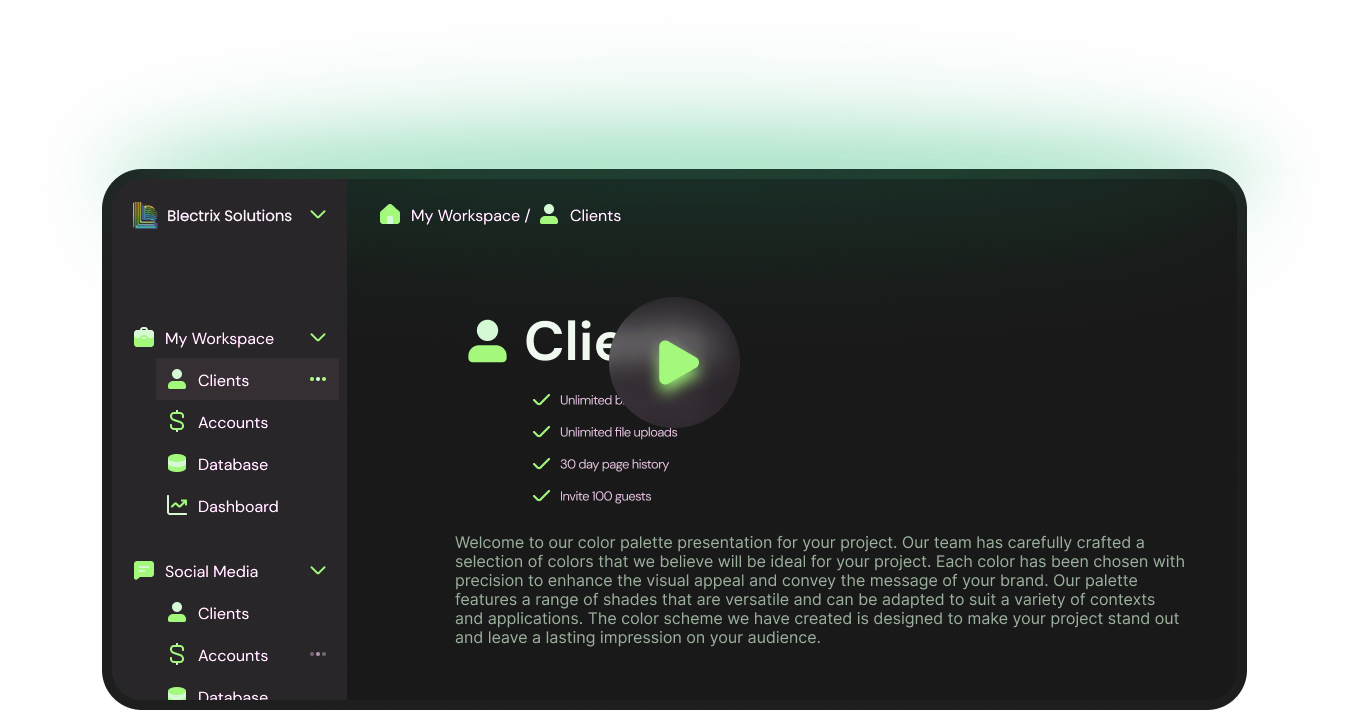 Blectrix Solutions
My Workspace / Clients
My Workspace
Clients
Accounts
Database
Dashboard
Social Media
Clients
Accounts
Database
Unlimited
Unlimited file uploads
30 day page history
Invite 100 guests
Welcome to our color palette presentation for your project. Our team has carefully crafted a
selection of colors that we believe will be ideal for your project. Each color has been chosen with
precision to enhance the visual appeal and convey the message of your brand. Our palette
features a range of shades that are versatile and can be adapted to suit a variety of contexts
and applications. The color scheme we have created is designed to make your project stand out
and leave a lasting impression on your audience.